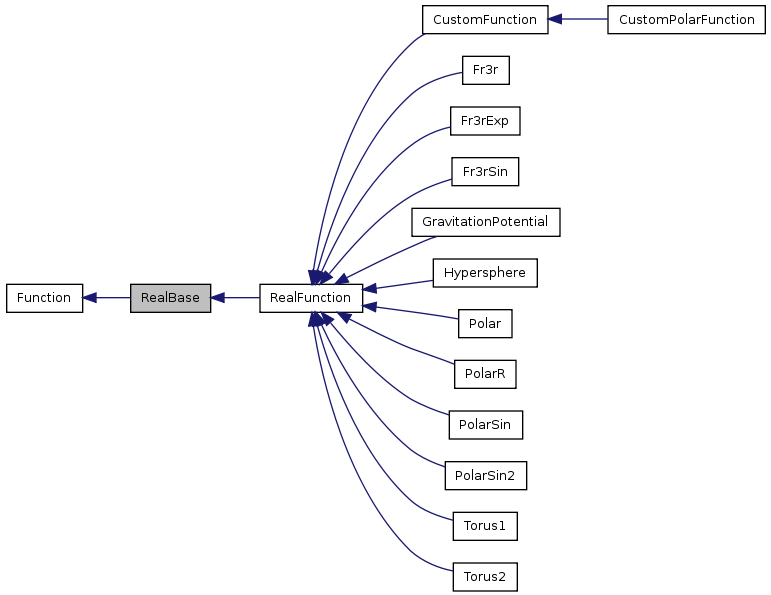 CustomFunction
CustomPolarFunction
Fr3r
Fr3rExp
Fr3rSin
GravitationPotential
Hypersphere
Function
RealBase
RealFunction
Polar
PolarR
PolarSin
PolarSin2
Torus1
Torus2